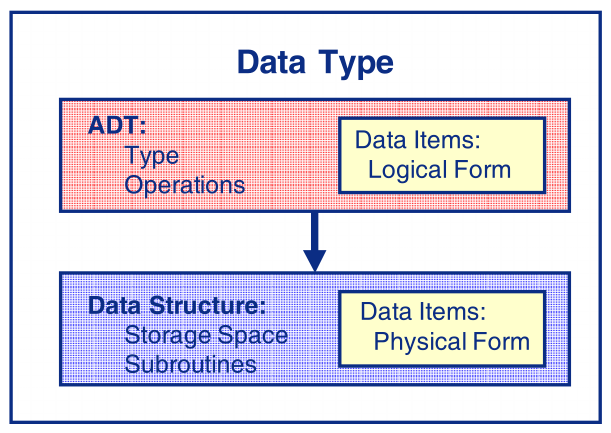 Data Type
ADT:
Type
Operations
Data Items:
Logical Form
Data Structure:
Storage Space
Subroutines
Data Items:
Physical Form